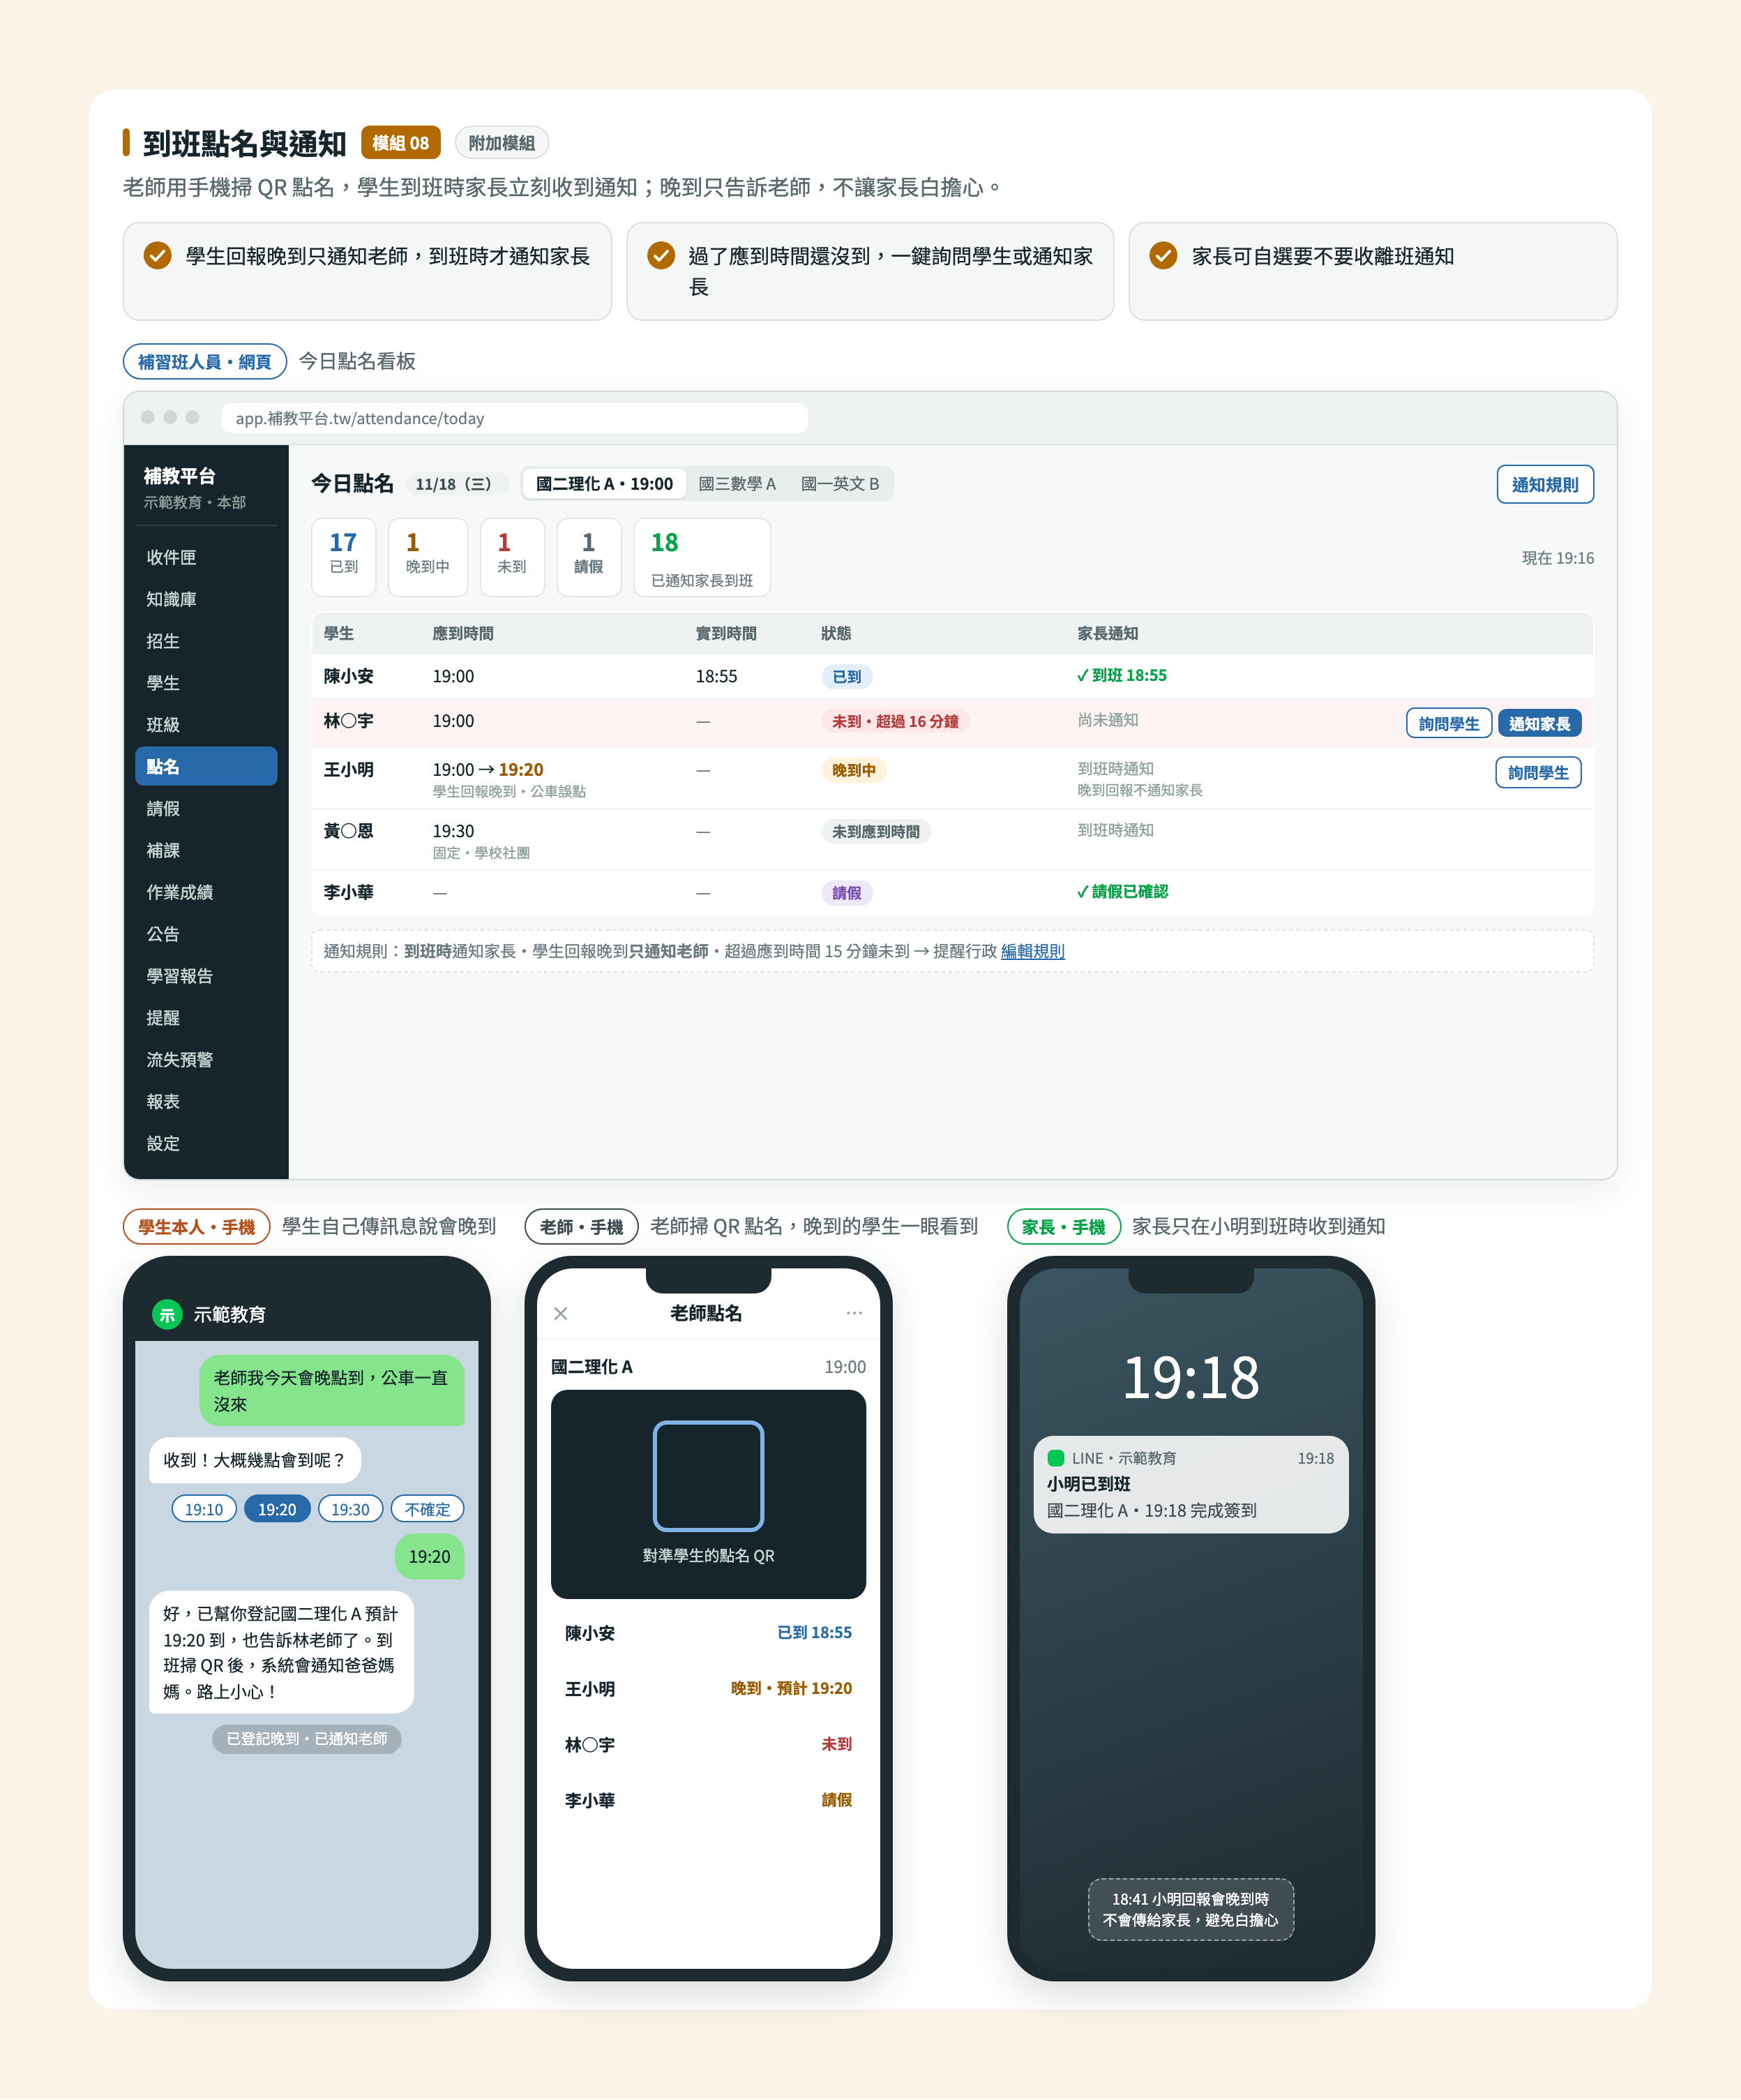 到班點名與通知 模組 08 附加模組
老師用手機掃 QR 點名，學生到班時家長立刻收到通知；晚到只告訴老師，不讓家長白擔心。
學生回報晚到只通知老師，到班時才通知家長
過了應到時間還沒到，一鍵詢問學生或通知家
長
家長可自選要不要收離班通知
補習班人員・網頁 今日點名看板
app.補教平台.tw/attendance/today
補教平台
示範教育・本部
收件匣
知識庫
招生
學生
班級
點名
請假
補課
作業成績
公告
學習報告
提醒
流失預警
報表
設定
今日點名 11/18（三） 國二理化 A・19:00 國三數學 A 國一英文 B 通知規則
17 已到
1 晚到中
1 未到
1 請假
18 已通知家長到班
現在 19:16
學生 應到時間 實到時間 狀態 家長通知
陳小安 19:00 18:55 已到 ✓ 到班 18:55
林〇宇 19:00 — 未到・超過 16 分鐘 尚未通知 詢問學生 通知家長
王小明 19:00 → 19:20 — 晚到中 到班時通知 詢問學生
學生回報晚到・公車誤點 晚到回報不通知家長
黃〇恩 19:30 — 未到應到時間 到班時通知
固定・學校社團
李小華 — — 請假 ✓ 請假已確認
通知規則：到班時通知家長・學生回報晚到只通知老師・超過應到時間 15 分鐘未到 → 提醒行政 編輯規則
學生本人・手機 學生自己傳訊息說會晚到
示 示範教育
老師我今天會晚點到，公車一直
沒來
收到！大概幾點會到呢？
19:10 19:20 19:30 不確定
19:20
好，已幫你登記國二理化 A 預計
19:20 到，也告訴林老師了。到
班掃 QR 後，系統會通知爸爸媽
媽。路上小心！
已登記晚到・已通知老師
老師・手機 老師掃 QR 點名，晚到的學生一眼看到
× 老師點名 ⋯
國二理化 A 19:00
對準學生的點名 QR
陳小安 已到 18:55
王小明 晚到・預計 19:20
林〇宇 未到
李小華 請假
家長・手機 家長只在小明到班時收到通知
19:18
LINE・示範教育 19:18
小明已到班
國二理化 A・19:18 完成簽到
18:41 小明回報會晚到時
不會傳給家長，避免白擔心